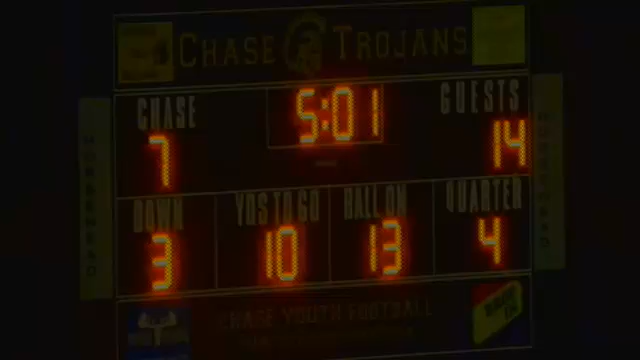 CHASE TROJANS
CHASE 5:01 GUESTS
7 14
DOWN YDS TO GO BALL ON QUARTER
3 10 13 4
CHASE YOUTH FOOTBALL